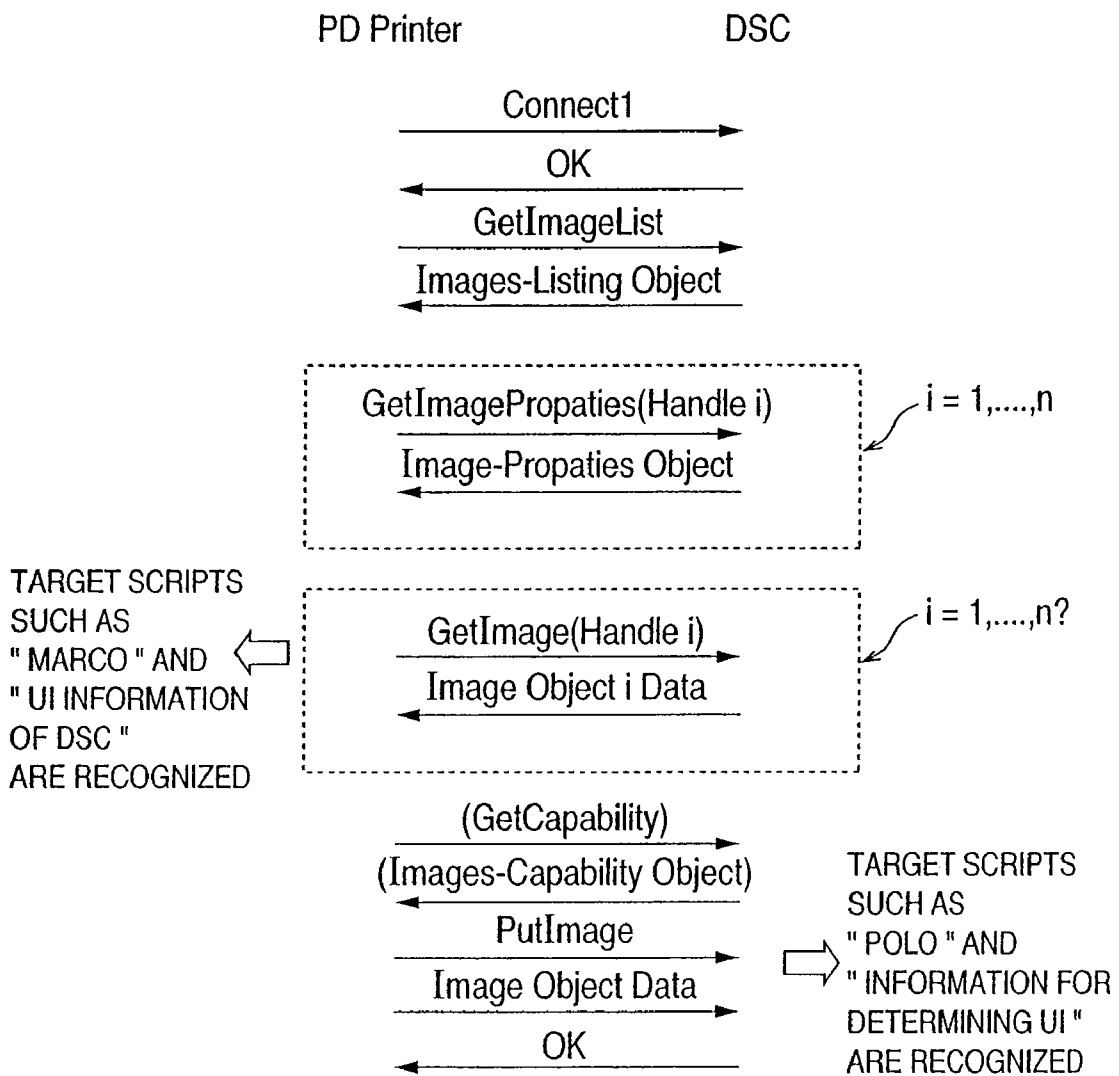 PD Printer DSC
Connect1
OK
GetImageList
Images-Listing Object
GetImagePropaties(Handle i)
i = 1,....,n
Image-Propaties Object
TARGET SCRIPTS
SUCH AS
" MARCO " AND
" UI INFORMATION
OF DSC "
ARE RECOGNIZED
GetImage(Handle i)
i = 1,....,n?
Image Object i Data
(GetCapability)
(Images-Capability Object)
PutImage
Image Object Data
OK
TARGET SCRIPTS
SUCH AS
" POLO " AND
" INFORMATION FOR
DETERMINING UI "
ARE RECOGNIZED